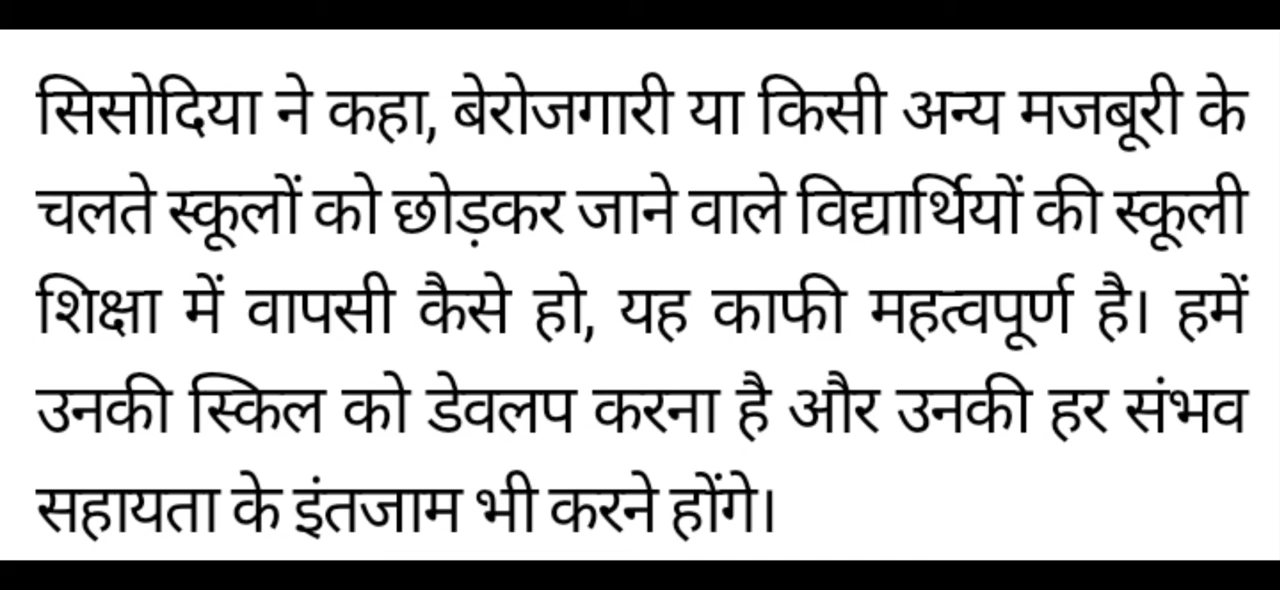 सिसोदिया ने कहा, बेरोजगारी या किसी अन्य मजबूरी के
चलते स्कूलों को छोड़कर जाने वाले विद्यार्थियों की स्कूली
शिक्षा में वापसी कैसे हो, यह काफी महत्वपूर्ण है। हमें
उनकी स्किल को डेवलप करना है और उनकी हर संभव
सहायता के इंतजाम भी करने होंगे।